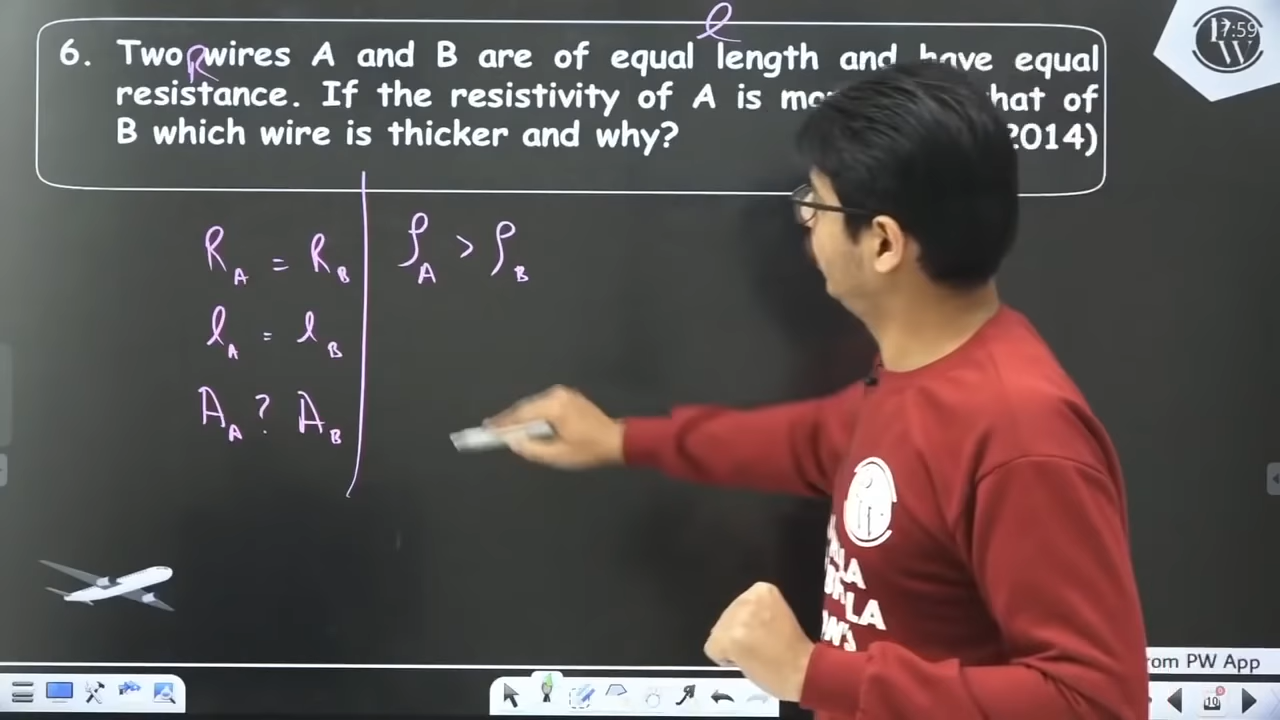 6. Two wires A and B are of equal length and have equal
resistance. If the resistivity of A is hat of
B which wire is thicker and why? 2014)
l
R
R_A = R_B
l_A = l_B
A_A ? A_B
ρ_A > ρ_B
17:59
PW
rom PW App
10